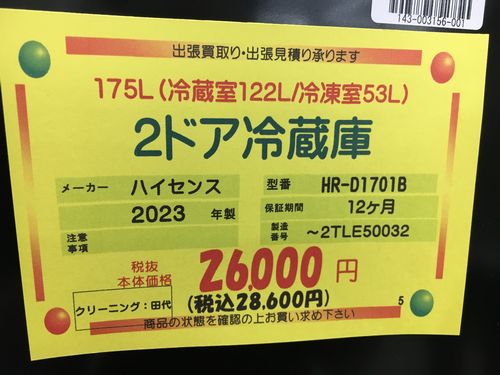 143-003156-001
出張買取り・出張見積り承ります
175L(冷蔵室122L/冷凍室53L)
2ドア冷蔵庫
メーカー ハイセンス 型番 HR-D1701B
2023 年製 保証期間 12ケ月
注意事項 製造番号 ~2TLE50032
税抜
本体価格 26,000 円
クリーニング:田代 (税込28,600円) 5
商品の状態を確認の上お買い求め下さい